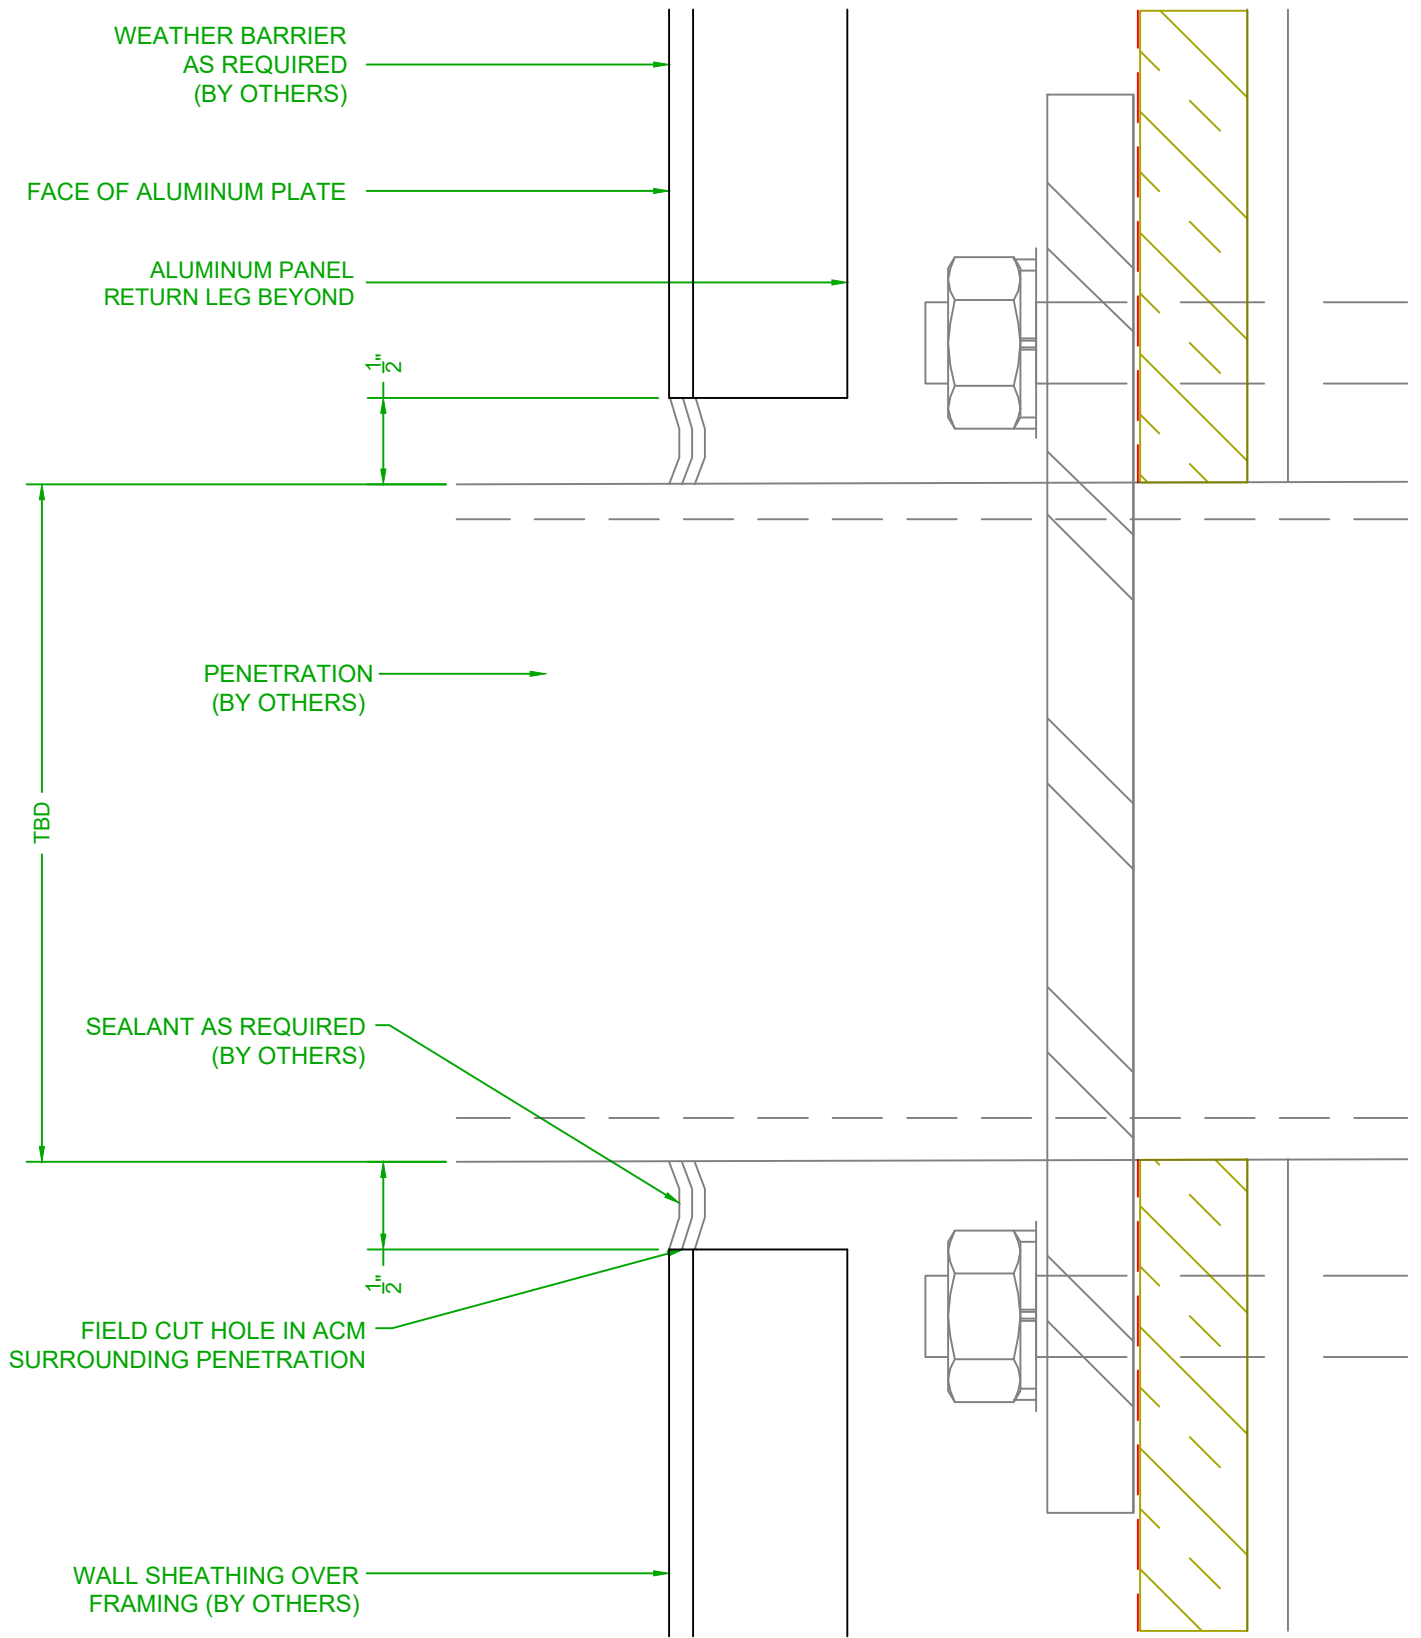 WEATHER BARRIER
AS REQUIRED
(BY OTHERS)
FACE OF ALUMINUM PLATE
ALUMINUM PANEL
RETURN LEG BEYOND
1"
2
PENETRATION
(BY OTHERS)
TBD
SEALANT AS REQUIRED
(BY OTHERS)
1"
2
FIELD CUT HOLE IN ACM
SURROUNDING PENETRATION
WALL SHEATHING OVER
FRAMING (BY OTHERS)